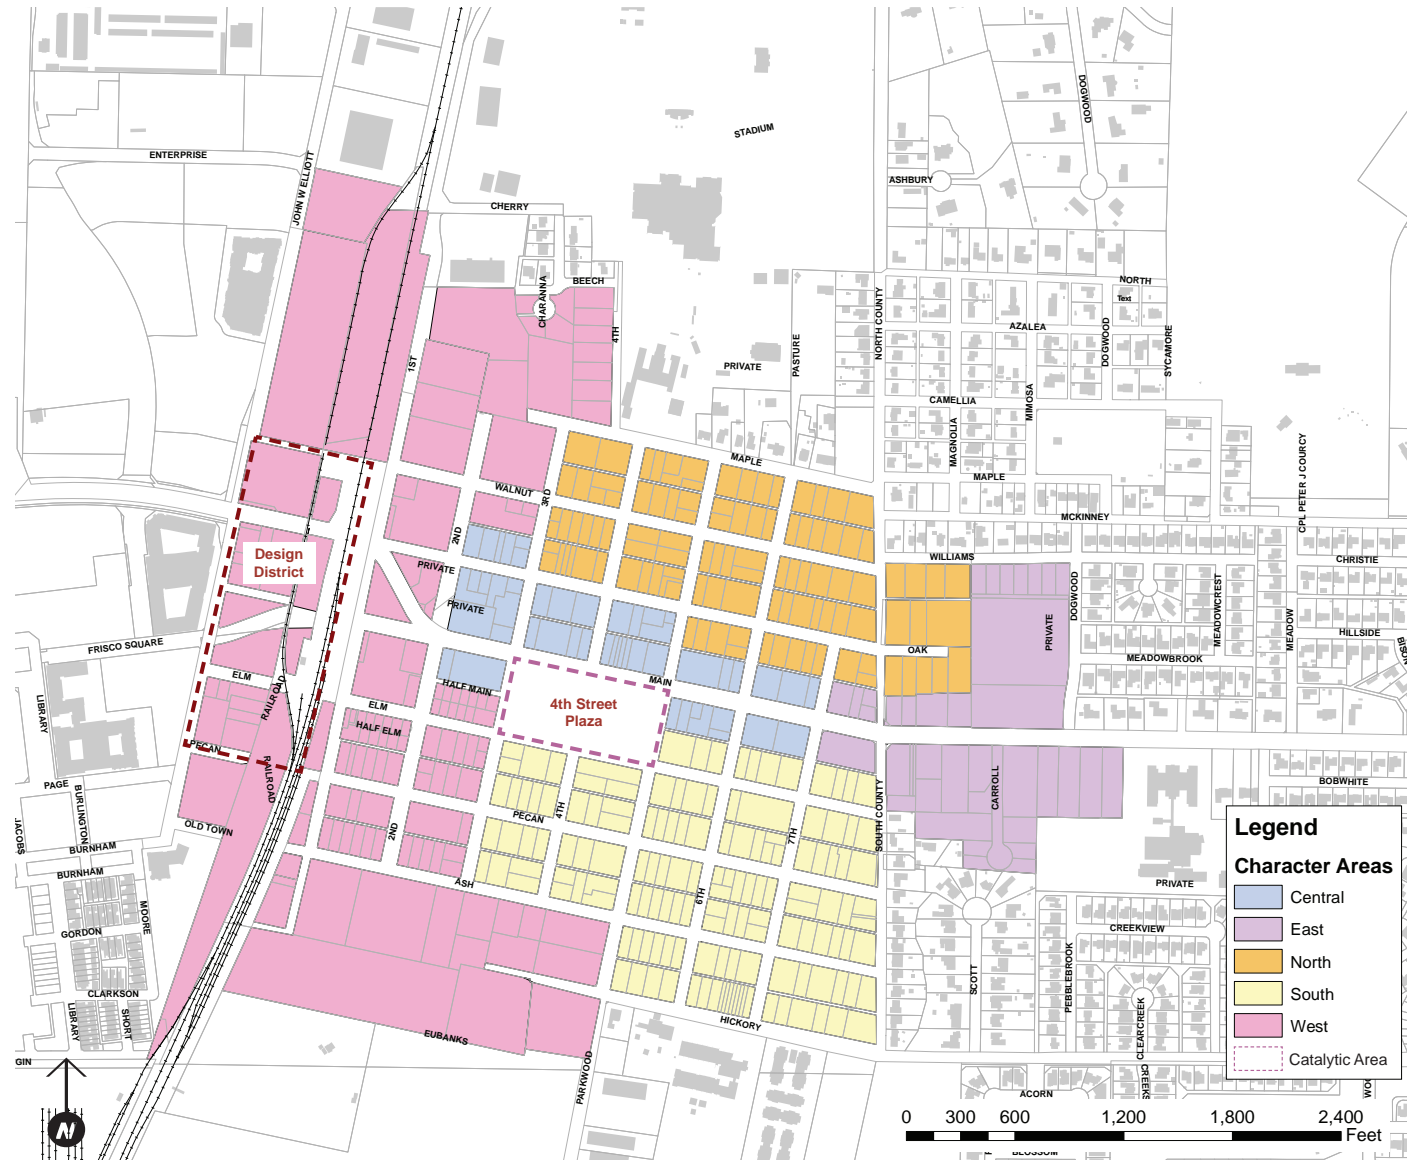 STADIUM
DOGWOOD
ENTERPRISE
JOHN W ELLIOTT
ASHBURY
CHERRY
BEECH
CHARANNA
4TH
NORTH
Text
AZALEA
DOGWOOD
SYCAMORE
NORTH COUNTY
PASTURE
PRIVATE
1ST
CAMELLIA
MIMOSA
MAGNOLIA
MAPLE
MAPLE
WALNUT
3RD
2ND
MCKINNEY
CPL PETER J COURCY
WILLIAMS
CHRISTIE
Design
District
PRIVATE
PRIVATE
DOGWOOD
PRIVATE
MEADOWCREST
MEADOW
HILLSIDE
BISON
FRISCO SQUARE
OAK
MEADOWBROOK
ELM
RAILROAD
HALF MAIN
MAIN
LIBRARY
ELM
4th Street
Plaza
HALF ELM
PECAN
RAILROAD
PAGE
BURLINGTON
CARROLL
BOBWHITE
4TH
PECAN
7TH
SOUTH COUNTY
OLD TOWN
2ND
JACOBS
BURNHAM
BURNHAM
ASH
6TH
PRIVATE
MOORE
GORDON
CREEKVIEW
SCOTT
PEBBLEBROOK
CLARKSON
LIBRARY
SHORT
HICKORY
EUBANKS
CLEARCREEK
GIN
PARKWOOD
CREEKS
ACORN
BLOSSOM
Legend
Character Areas
Central
East
North
South
West
Catalytic Area
N
0 300 600 1,200 1,800 2,400
Feet